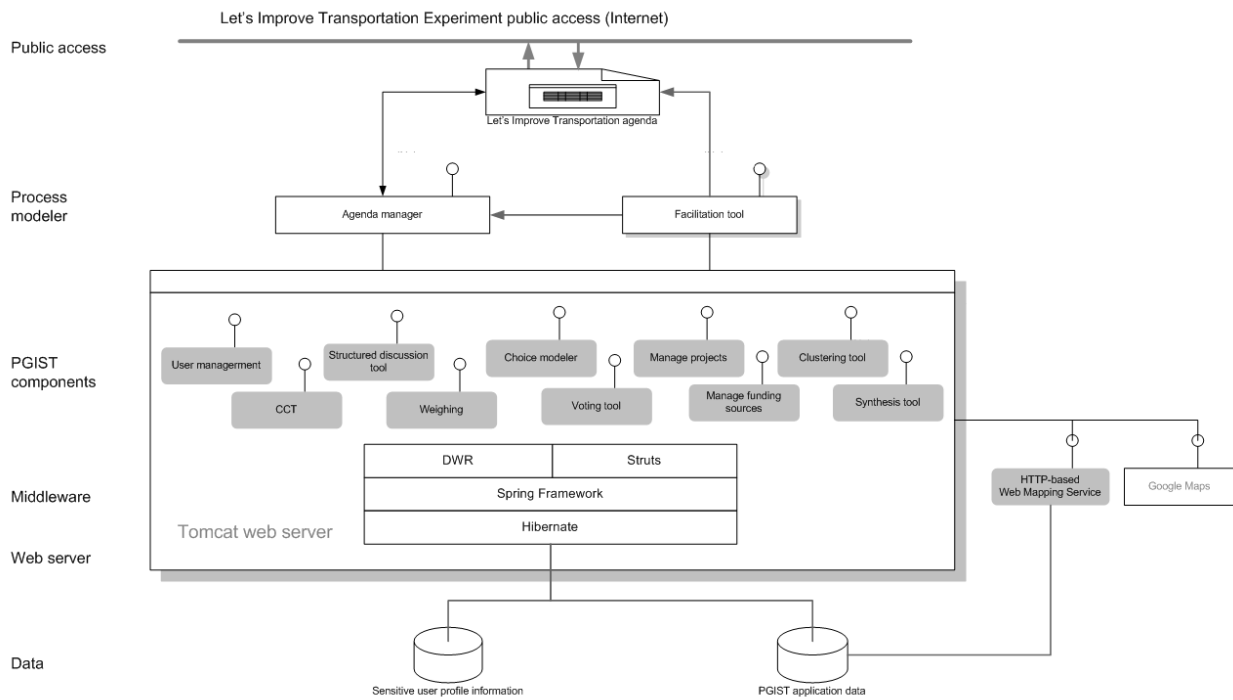 Let's Improve Transportation Experiment public access (Internet)
Public access
Let's Improve Transportation agenda
Process
modeler
Agenda manager
Facilitation tool
PGIST
components
User managerment
Structured discussion
tool
Choice modeler
Manage projects
Clustering tool
CCT
Weighing
Voting tool
Manage funding
sources
Synthesis tool
DWR
Struts
Middleware
Spring Framework
Hibernate
Tomcat web server
Web server
HTTP-based
Web Mapping Service
Google Maps
Data
Sensitive user profile information
PGIST application data